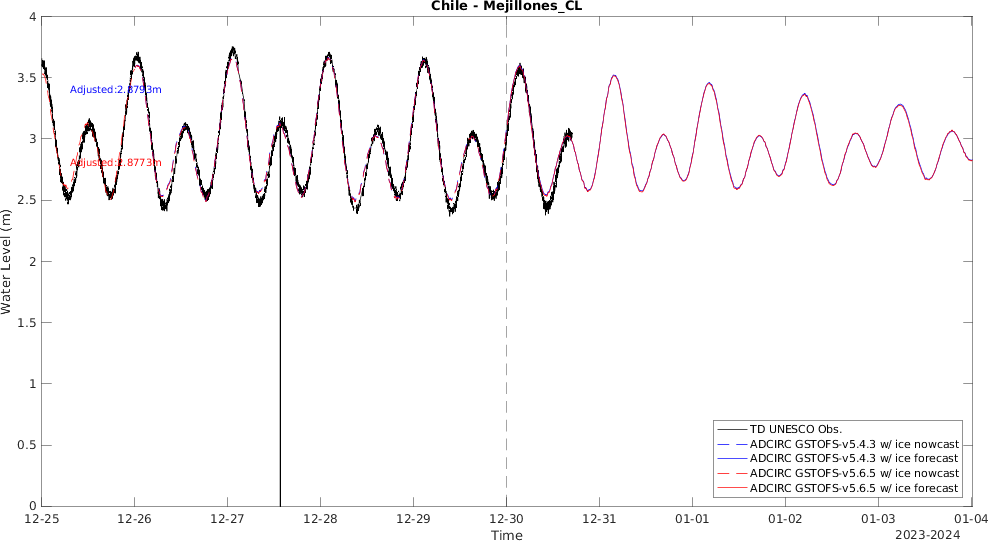 Chile - Mejillones_CL
4
3.5
3
2.5
2
1.5
1
0.5
0
Water Level (m)
Adjusted:2.8793m
Adjusted:2.8773m
TD UNESCO Obs.
ADCIRC GSTOFS-v5.4.3 w/ ice nowcast
ADCIRC GSTOFS-v5.4.3 w/ ice forecast
ADCIRC GSTOFS-v5.6.5 w/ ice nowcast
ADCIRC GSTOFS-v5.6.5 w/ ice forecast
12-25 12-26 12-27 12-28 12-29 12-30 12-31 01-01 01-02 01-03 01-04
Time
2023-2024